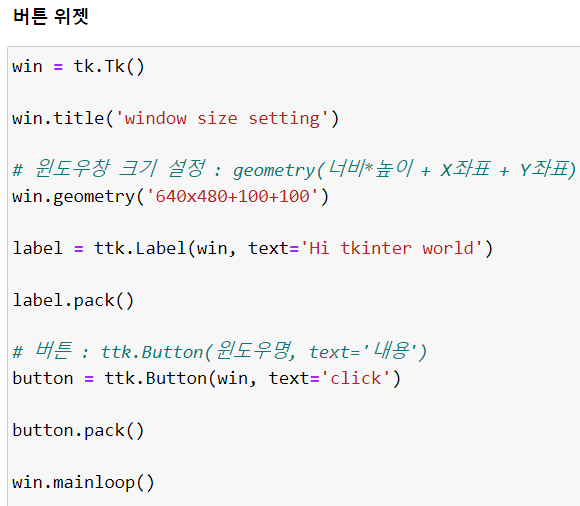 버튼 위젯
win = tk.Tk()
win.title('window size setting')
# 윈도우창 크기 설정 : geometry(너비*높이 + X좌표 + Y좌표)
win.geometry('640x480+100+100')
label = ttk.Label(win, text='Hi tkinter world')
label.pack()
# 버튼 : ttk.Button(윈도우명, text='내용')
button = ttk.Button(win, text='click')
button.pack()
win.mainloop()